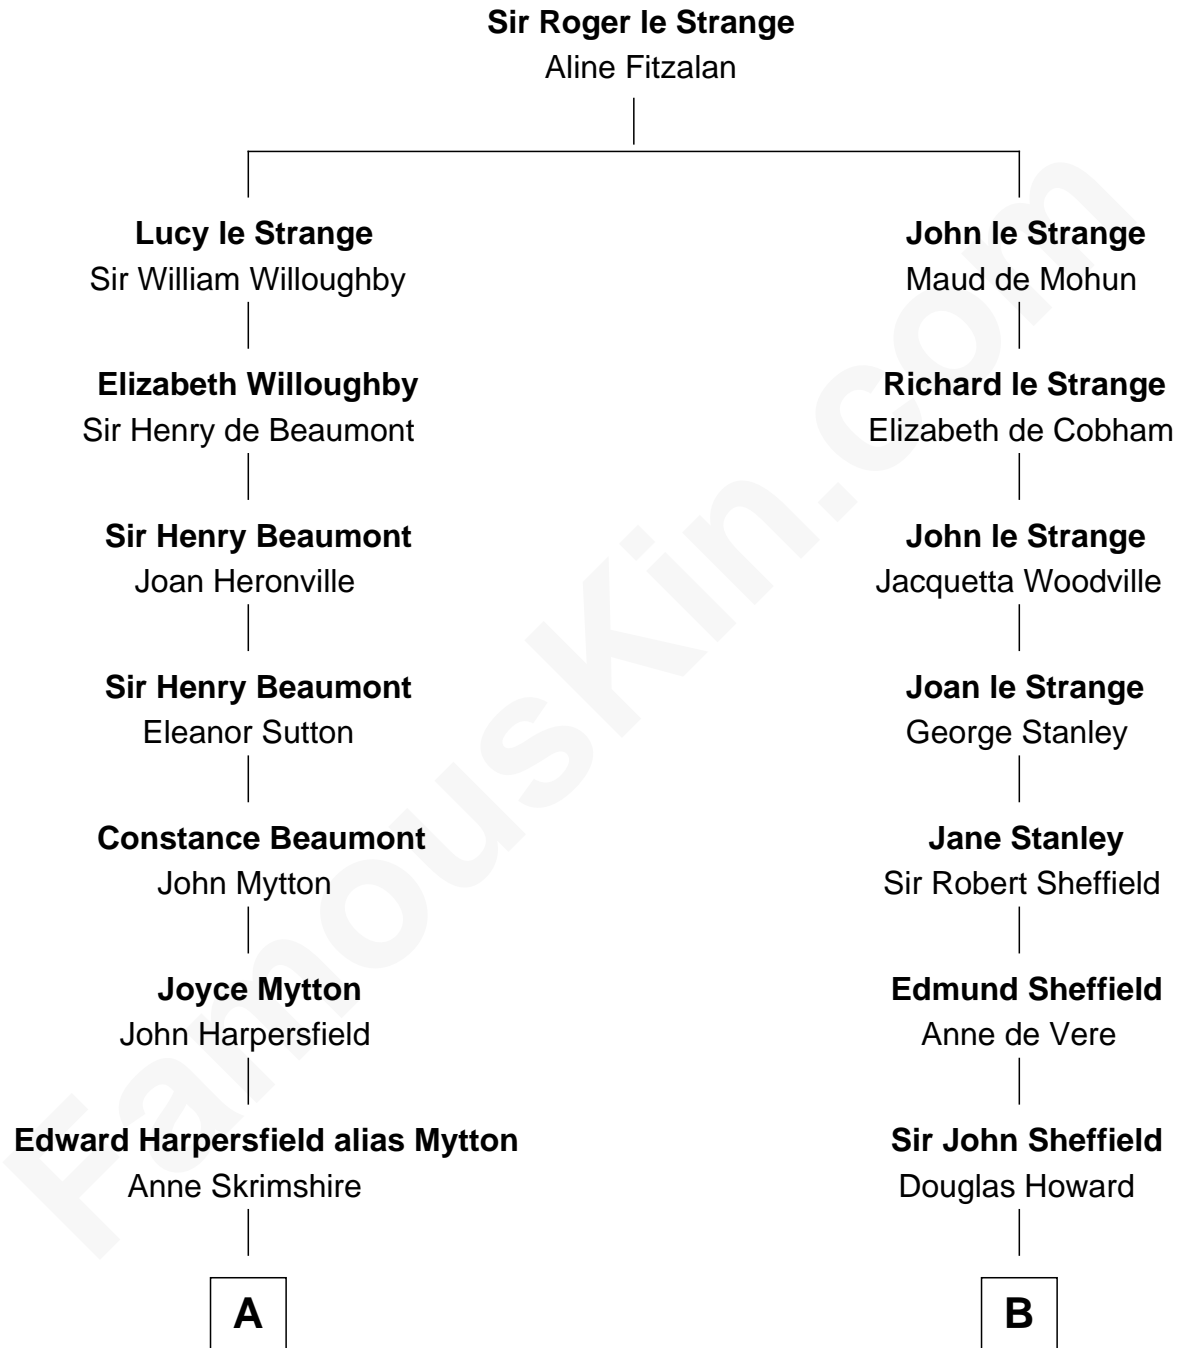 Sir Roger le Strange
Aline Fitzalan
Lucy le Strange
Sir William Willoughby
Elizabeth Willoughby
Sir Henry de Beaumont
Sir Henry Beaumont
Joan Heronville
Sir Henry Beaumont
Eleanor Sutton
Constance Beaumont
John Mytton
Joyce Mytton
John Harpersfield
Edward Harpersfield alias Mytton
Anne Skrimshire
A
John le Strange
Maud de Mohun
Richard le Strange
Elizabeth de Cobham
John le Strange
Jacquetta Woodville
Joan le Strange
George Stanley
Jane Stanley
Sir Robert Sheffield
Edmund Sheffield
Anne de Vere
Sir John Sheffield
Douglas Howard
B
FamousKin.com